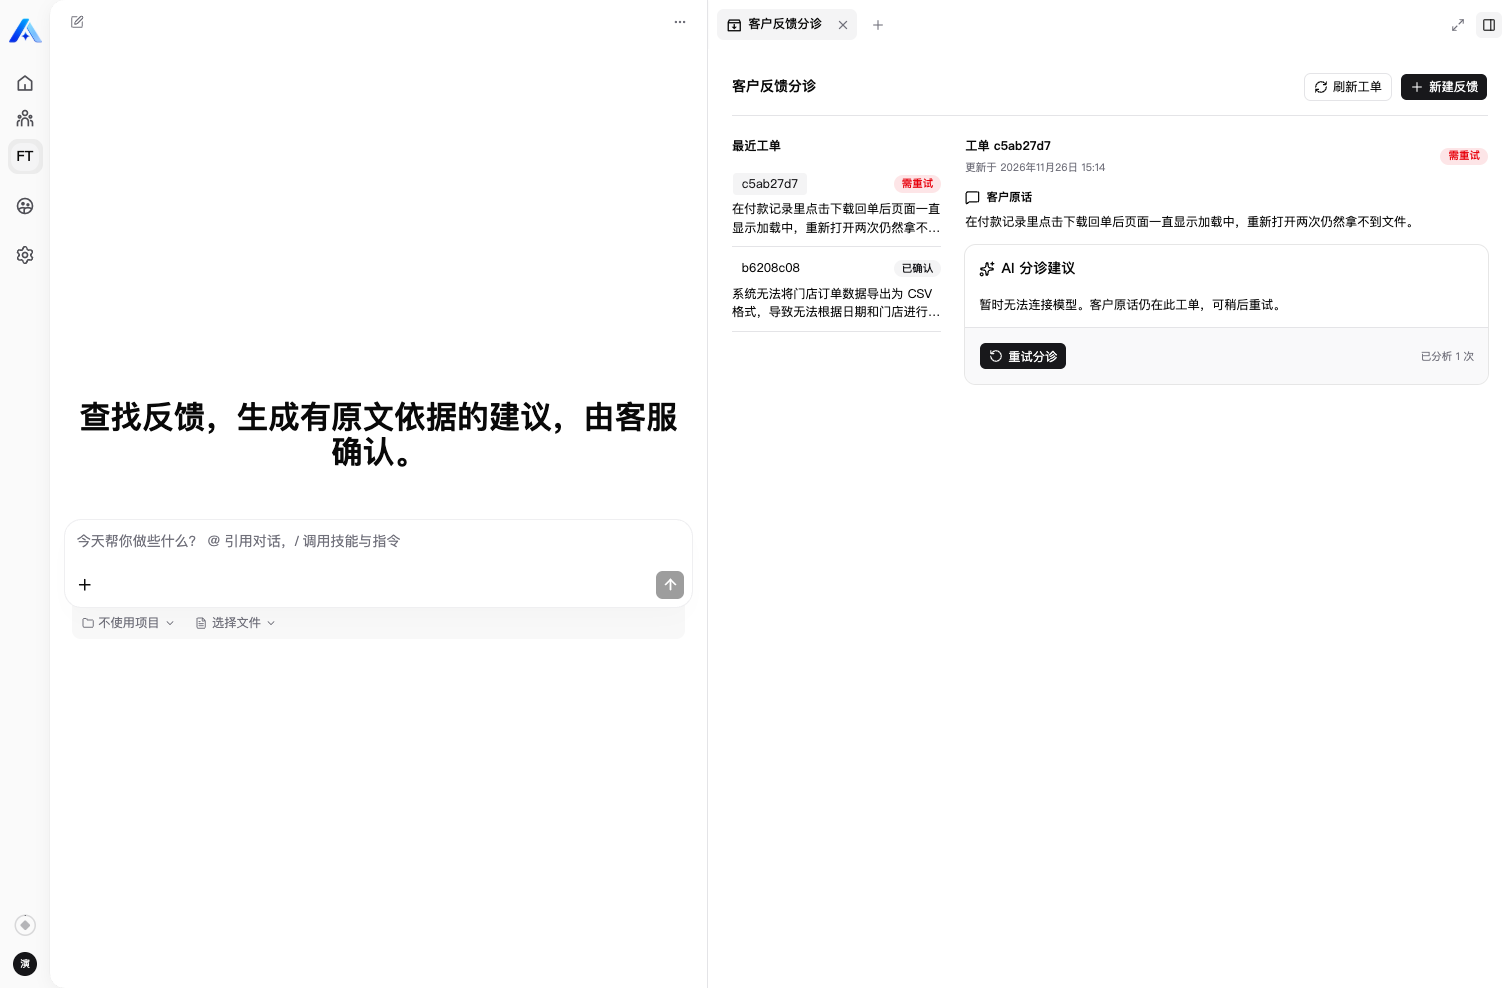 客户反馈分诊
客户反馈分诊
刷新工单
新建反馈
FT
最近工单
c5ab27d7
需重试
在付款记录里点击下载回单后页面一直
显示加载中，重新打开两次仍然拿不...
b6208c08
已确认
系统无法将门店订单数据导出为 CSV
格式，导致无法根据日期和门店进行...
工单 c5ab27d7
需重试
更新于 2026年11月26日 15:14
客户原话
在付款记录里点击下载回单后页面一直显示加载中，重新打开两次仍然拿不到文件。
AI 分诊建议
暂时无法连接模型。客户原话仍在此工单，可稍后重试。
重试分诊
已分析 1 次
查找反馈，生成有原文依据的建议，由客服
确认。
今天帮你做些什么？ @ 引用对话，/ 调用技能与指令
不使用项目
选择文件
演